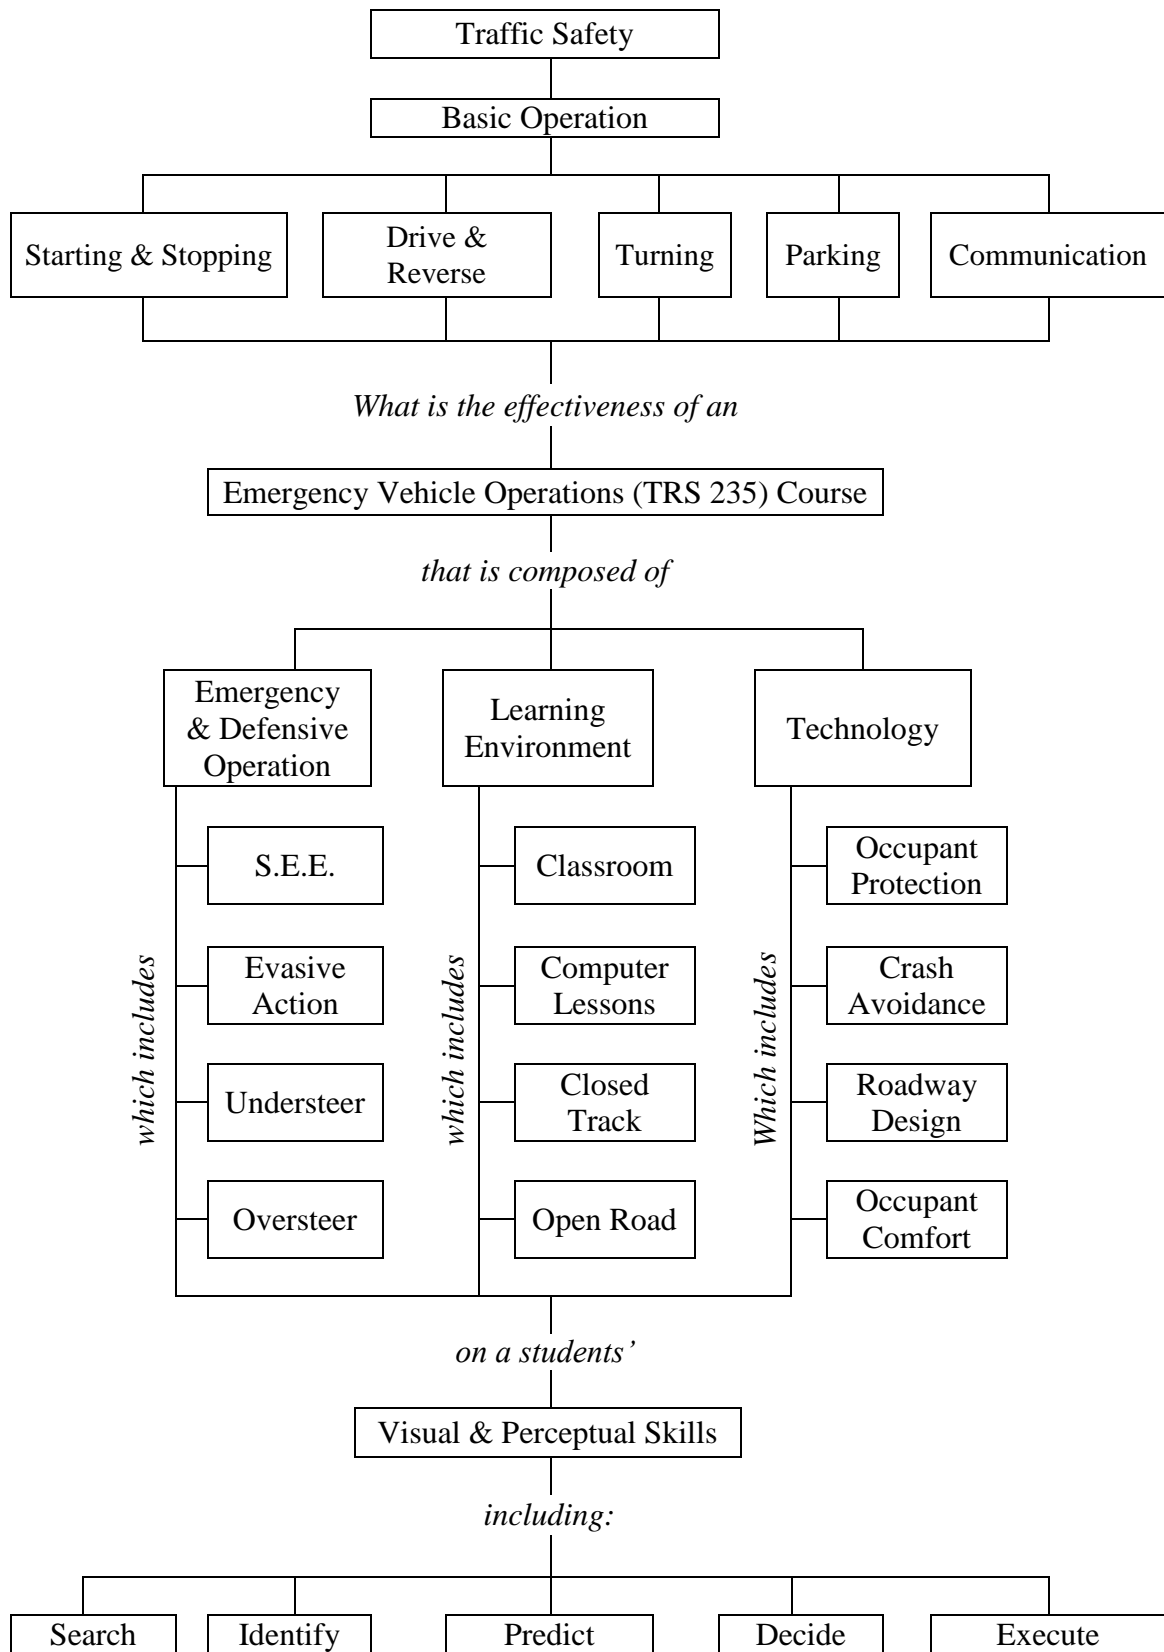 Traffic Safety
Basic Operation
Starting & Stopping
Drive &
Reverse
Turning
Parking
Communication
What is the effectiveness of an
Emergency Vehicle Operations (TRS 235) Course
that is composed of
Emergency
& Defensive
Operation
Learning
Environment
Technology
which includes
S.E.E.
Evasive
Action
Understeer
Oversteer
which includes
Classroom
Computer
Lessons
Closed
Track
Open Road
Which includes
Occupant
Protection
Crash
Avoidance
Roadway
Design
Occupant
Comfort
on a students’
Visual & Perceptual Skills
including:
Search
Identify
Predict
Decide
Execute